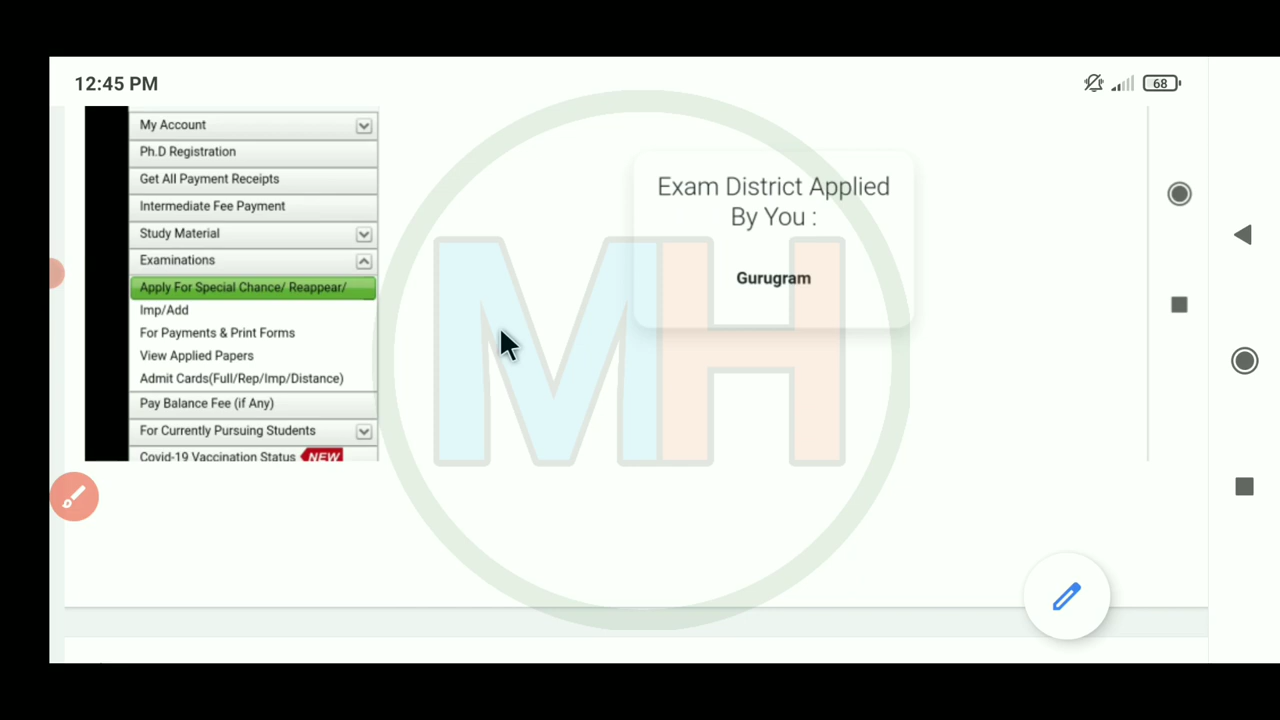 12:45 PM
68
My Account
Ph.D Registration
Get All Payment Receipts
Intermediate Fee Payment
Study Material
Examinations
Apply For Special Chance/ Reappear/
Imp/Add
For Payments & Print Forms
View Applied Papers
Admit Cards(Full/Rep/Imp/Distance)
Pay Balance Fee (if Any)
For Currently Pursuing Students
Covid-19 Vaccination Status NEW
Exam District Applied
By You :
Gurugram
MH